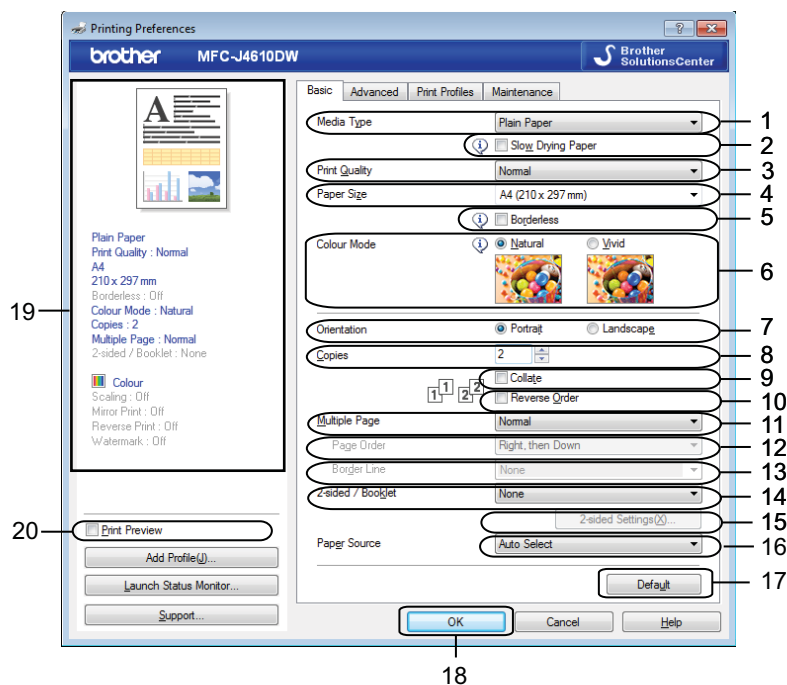 Printing Preferences
brother MFC-J4610DW
Brother
SolutionsCenter
Basic Advanced Print Profiles Maintenance
Media Type Plain Paper 1
Slow Drying Paper 2
Print Quality Normal 3
Paper Size A4 (210 x 297 mm) 4
Borderless 5
Colour Mode Natural Vivid
6
Orientation Portrait Landscape 7
Copies 2 8
Collate 9
Reverse Order 10
1 1 2 2
Multiple Page Normal 11
Page Order Right, then Down 12
Border Line None 13
2-sided / Booklet None 14
2-sided Settings(X)... 15
Paper Source Auto Select 16
Default 17
OK Cancel Help
18
A
Plain Paper
Print Quality : Normal
A4
210 x 297 mm
Borderless : Off
19
Colour Mode : Natural
Copies : 2
Multiple Page : Normal
2-sided / Booklet : None
Colour
Scaling : Off
Mirror Print : Off
Reverse Print : Off
Watermark : Off
20 Print Preview
Add Profile(J)...
Launch Status Monitor...
Support...